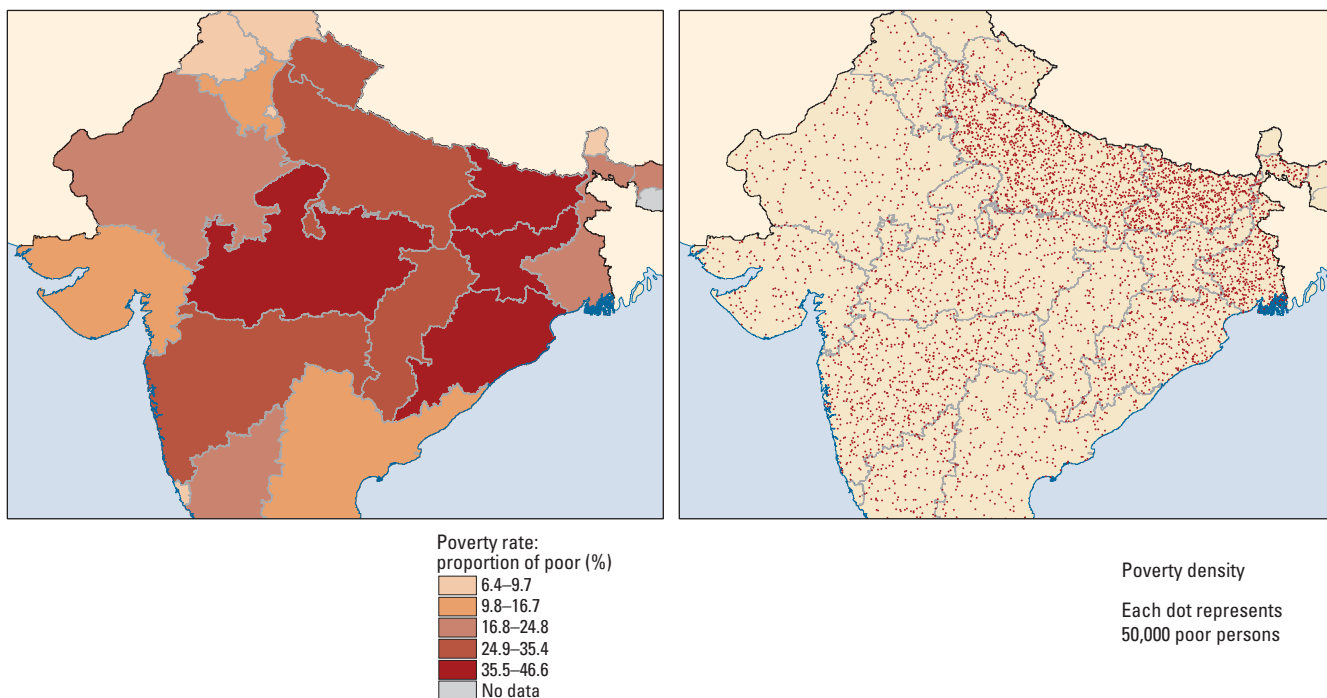 Poverty rate:
proportion of poor (%)
6.4–9.7
9.8–16.7
16.8–24.8
24.9–35.4
35.5–46.6
No data
Poverty density
Each dot represents
50,000 poor persons